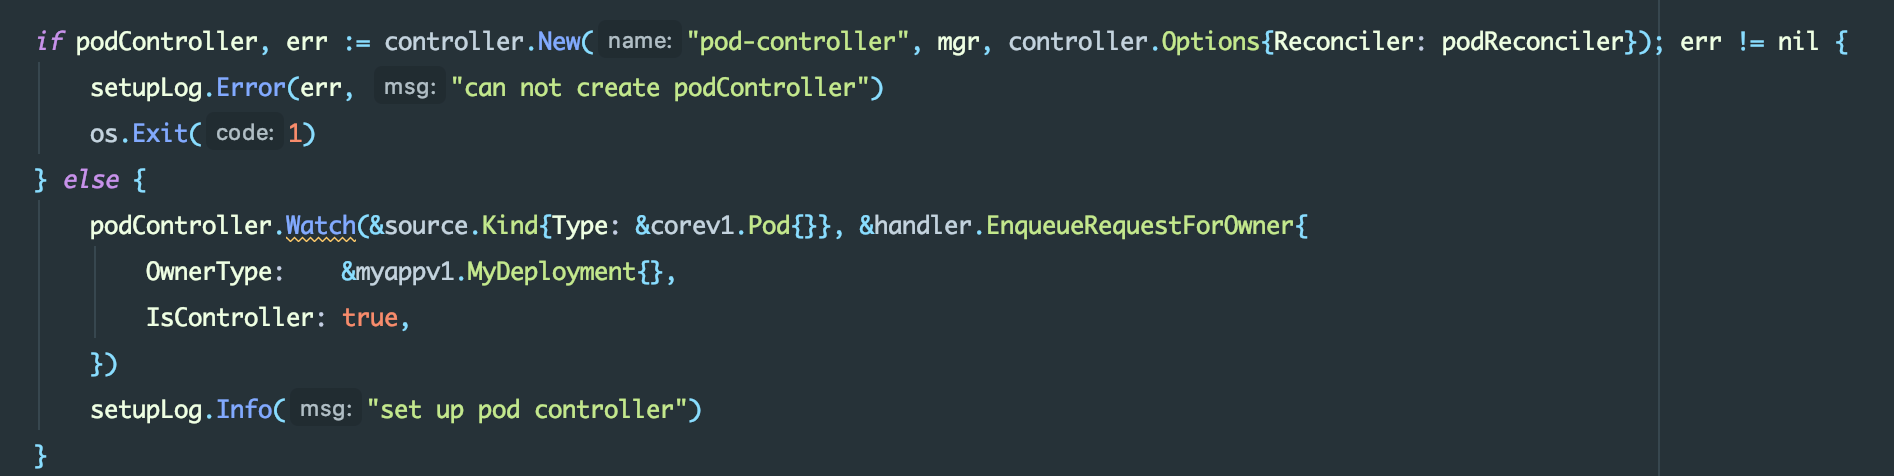 if podController, err := controller.New( name: "pod-controller", mgr, controller.Options{Reconciler: podReconciler}); err != nil {
setupLog.Error(err, msg: "can not create podController")
os.Exit( code: 1)
} else {
podController.Watch(&source.Kind{Type: &corev1.Pod{}}, &handler.EnqueueRequestForOwner{
OwnerType: &myappv1.MyDeployment{},
IsController: true,
})
setupLog.Info( msg: "set up pod controller")
}